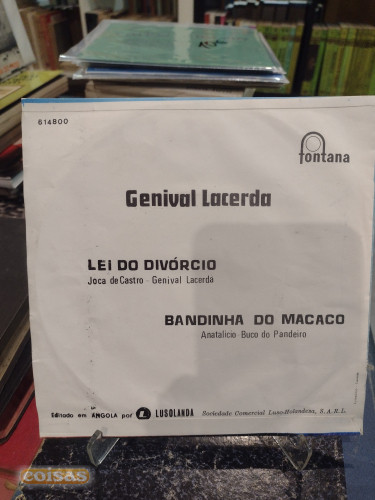 614800
fontana
Genival Lacerda
LEI DO DIVÓRCIO
Joca de Castro - Genival Lacerda
BANDINHA DO MACACO
Anatalicio Buco do Pandeiro
Editado em ANGOLA por L LUSOLANDA Sociedade Comercial Luso-Holandesa, S.A.R.L.
coisas